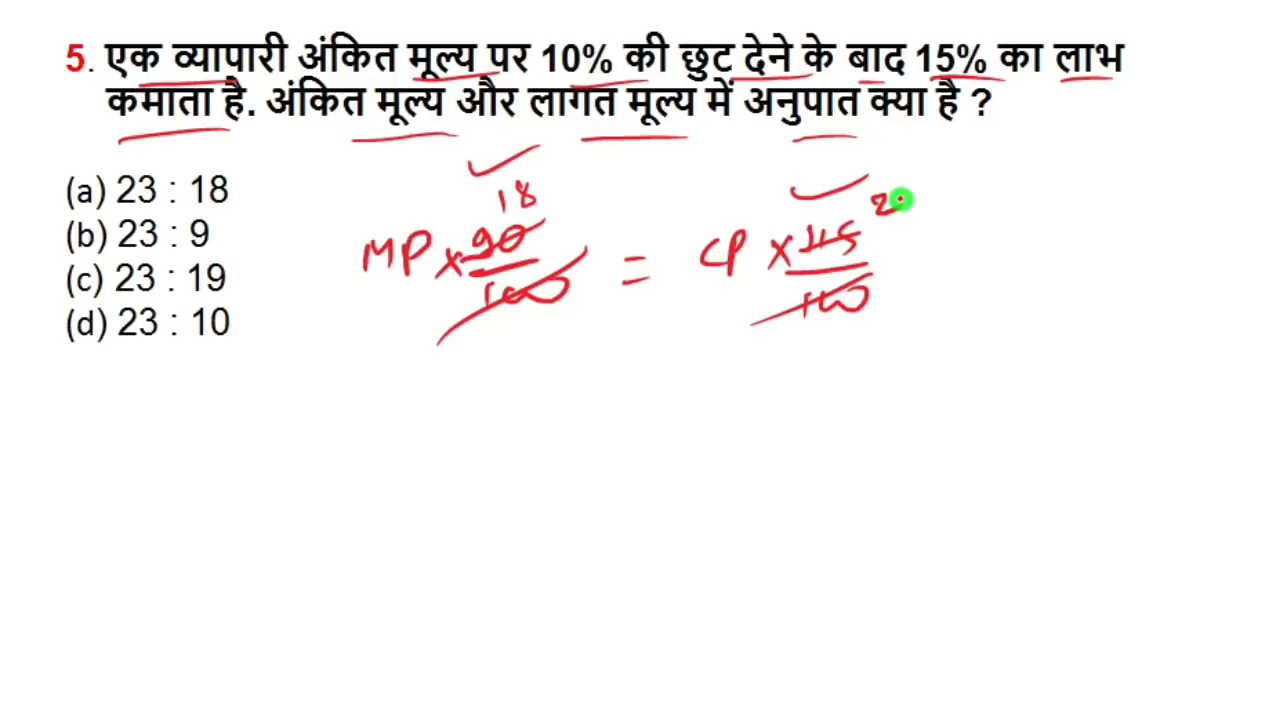 5. एक व्यापारी अंकित मूल्य पर 10% की छुट देने के बाद 15% का लाभ
कमाता है. अंकित मूल्य और लागत मूल्य में अनुपात क्या है ?
(a) 23 : 18
(b) 23 : 9
(c) 23 : 19
(d) 23 : 10
18 2
MP × 90/100 = CP × 115/100